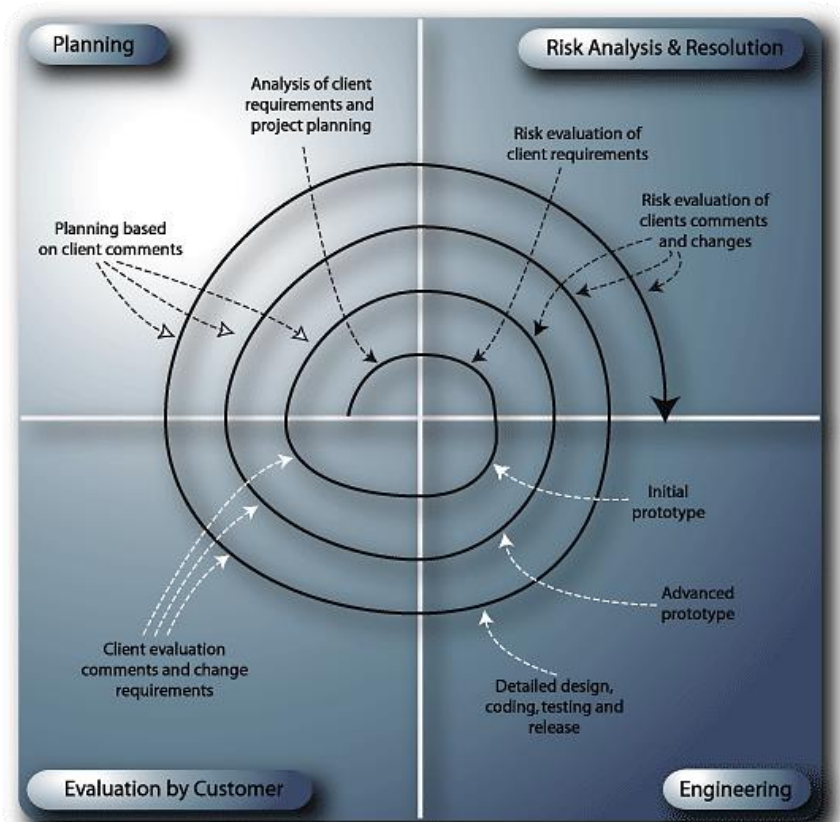 Planning
Risk Analysis & Resolution
Analysis of client
requirements and
project planning
Risk evaluation of
client requirements
Risk evaluation of
clients comments
and changes
Planning based
on client comments
Initial
prototype
Advanced
prototype
Client evaluation
comments and change
requirements
Detailed design,
coding, testing and
release
Evaluation by Customer
Engineering